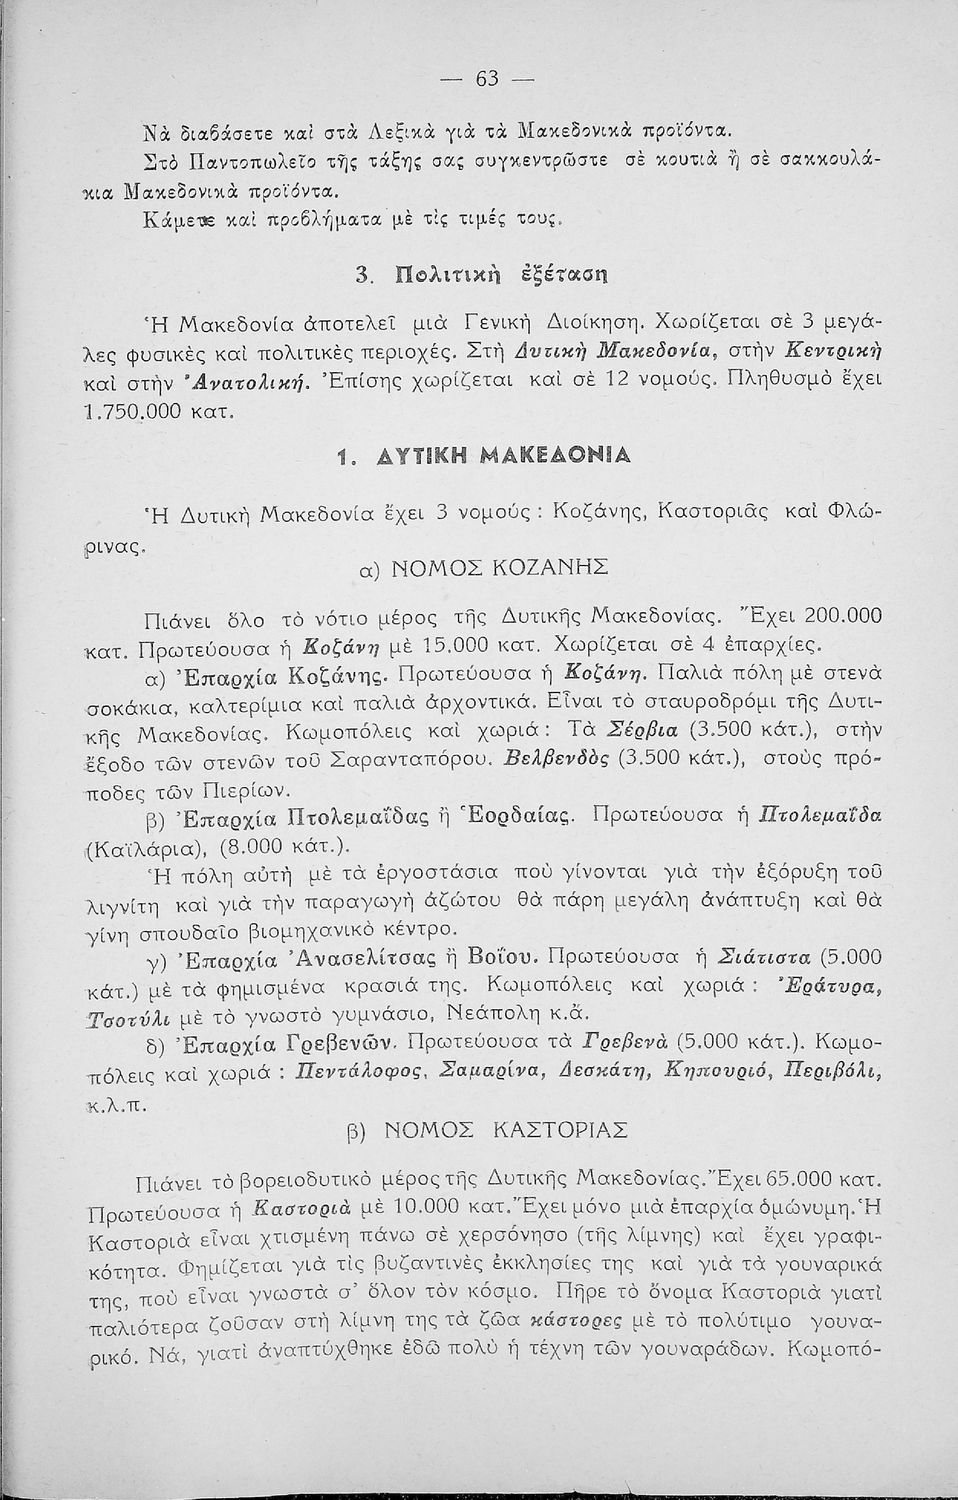 — 63 —
Νὰ διαβάσετε καὶ στὰ Λεξικὰ γιὰ τὰ Μακεδονικὰ προϊόντα.
Στὸ Παντοπωλεῖο τῆς τάξης σας συγκεντρῶστε σὲ κουτιὰ ἢ σὲ σακκουλά-
κια Μακεδονικὰ προϊόντα.
Κάμετε καὶ προβλήματα μὲ τὶς τιμές τους.
3. Πολιτικὴ ἐξέταση
Ἡ Μακεδονία ἀποτελεῖ μιὰ Γενικὴ Διοίκηση. Χωρίζεται σὲ 3 μεγά-
λες φυσικὲς καὶ πολιτικὲς περιοχές. Στὴ Δυτικὴ Μακεδονία, στὴν Κεντρικὴ
καὶ στὴν Ἀνατολική. Ἐπίσης χωρίζεται καὶ σὲ 12 νομούς. Πληθυσμὸ ἔχει
1.750.000 κατ.
1. ΔΥΤΙΚΗ ΜΑΚΕΔΟΝΙΑ
Ἡ Δυτικὴ Μακεδονία ἔχει 3 νομούς : Κοζάνης, Καστοριᾶς καὶ Φλώ-
ρινας.
α) ΝΟΜΟΣ ΚΟΖΑΝΗΣ
Πιάνει ὅλο τὸ νότιο μέρος τῆς Δυτικῆς Μακεδονίας. Ἔχει 200.000
κατ. Πρωτεύουσα ἡ Κοζάνη μὲ 15.000 κατ. Χωρίζεται σὲ 4 ἐπαρχίες.
α) Ἐπαρχία Κοζάνης. Πρωτεύουσα ἡ Κοζάνη. Παλιὰ πόλη μὲ στενὰ
σοκάκια, καλτερίμια καὶ παλιὰ ἀρχοντικά. Εἶναι τὸ σταυροδρόμι τῆς Δυτι-
κῆς Μακεδονίας. Κωμοπόλεις καὶ χωριά : Τὰ Σέρβια (3.500 κάτ.), στὴν
ἔξοδο τῶν στενῶν τοῦ Σαρανταπόρου. Βελβενδὸς (3.500 κάτ.), στοὺς πρό-
ποδες τῶν Πιερίων.
β) Ἐπαρχία Πτολεμαΐδας ἢ Ἑορδαίας. Πρωτεύουσα ἡ Πτολεμαΐδα
(Καϊλάρια), (8.000 κάτ.).
Ἡ πόλη αὐτὴ μὲ τὰ ἐργοστάσια ποὺ γίνονται γιὰ τὴν ἐξόρυξη τοῦ
λιγνίτη καὶ γιὰ τὴν παραγωγὴ ἀζώτου θὰ πάρη μεγάλη ἀνάπτυξη καὶ θὰ
γίνη σπουδαῖο βιομηχανικὸ κέντρο.
γ) Ἐπαρχία Ἀνασελίτσας ἢ Βοΐου. Πρωτεύουσα ἡ Σιάτιστα (5.000
κάτ.) μὲ τὰ φημισμένα κρασιά της. Κωμοπόλεις καὶ χωριά : Ἐράτυρα,
Τσοτύλι μὲ τὸ γνωστὸ γυμνάσιο, Νεάπολη κ.ἄ.
δ) Ἐπαρχία Γρεβενῶν. Πρωτεύουσα τὰ Γρεβενὰ (5.000 κάτ.). Κωμο-
πόλεις καὶ χωριά : Πεντάλοφος, Σαμαρίνα, Δεσκάτη, Κηπουριό, Περιβόλι,
κ.λ.π.
β) ΝΟΜΟΣ ΚΑΣΤΟΡΙΑΣ
Πιάνει τὸ βορειοδυτικὸ μέρος τῆς Δυτικῆς Μακεδονίας. Ἔχει 65.000 κατ.
Πρωτεύουσα ἡ Καστοριὰ μὲ 10.000 κατ. Ἔχει μόνο μιὰ ἐπαρχία ὁμώνυμη. Ἡ
Καστοριὰ εἶναι χτισμένη πάνω σὲ χερσόνησο (τῆς λίμνης) καὶ ἔχει γραφι-
κότητα. Φημίζεται γιὰ τὶς βυζαντινὲς ἐκκλησίες της καὶ γιὰ τὰ γουναρικά
της, ποὺ εἶναι γνωστὰ σ' ὅλον τὸν κόσμο. Πῆρε τὸ ὄνομα Καστοριὰ γιατὶ
παλιότερα ζοῦσαν στὴ λίμνη της τὰ ζῶα κάστορες μὲ τὸ πολύτιμο γουνα-
ρικό. Νά, γιατὶ ἀναπτύχθηκε ἐδῶ πολὺ ἡ τέχνη τῶν γουναράδων. Κωμοπό-